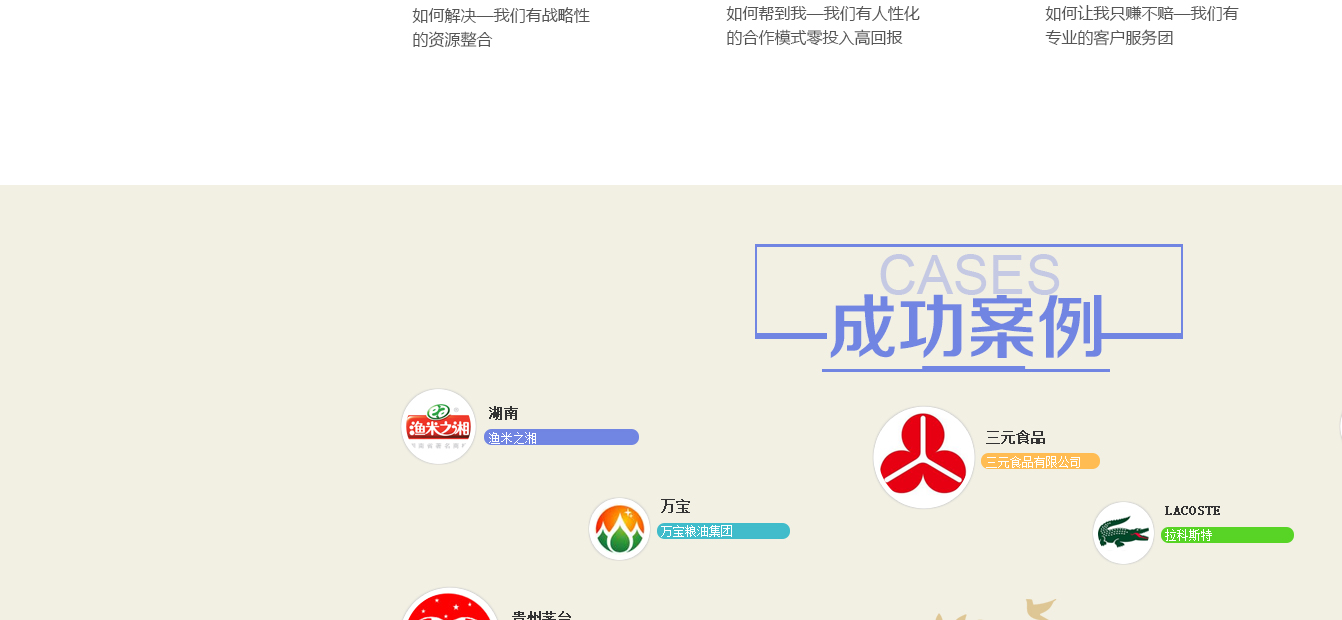 如何解决—我们有战略性
的资源整合
如何帮到我—我们有人性化
的合作模式零投入高回报
如何让我只赚不赔—我们有
专业的客户服务团
CASES
成功案例
渔米之湘
湖南
渔米之湘
三元食品
三元食品有限公司
万宝
万宝粮油集团
LACOSTE
拉科斯特
贵州茅台